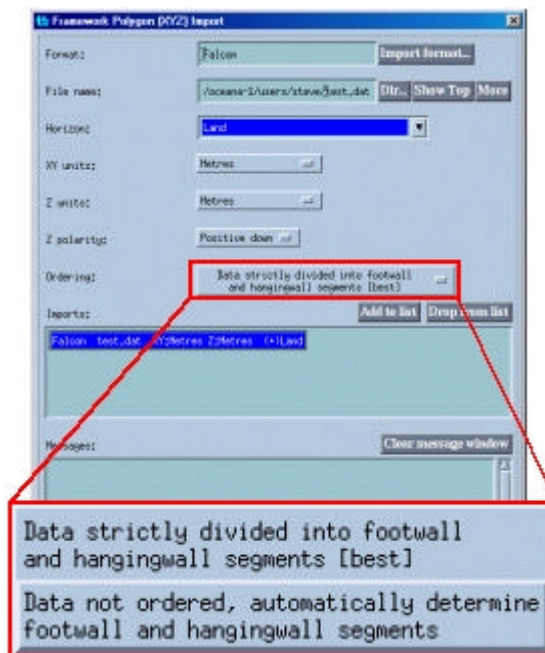 Framework Polygon (XYZ) Import
Format: Falcon Import format...
File name: /oceana-2/users/steve/test.dat Dir.. Show Top More
Horizon: Land
XY units: Metres
Z units: Metres
Z polarity: Positive down
Ordering: Data strictly divided into footwall
and hangingwall segments [best]
Imports: Add to list Drop from list
Falcon test.dat XY:Metres Z:Metres (+)Land
Messages: Clear message window
Data strictly divided into footwall
and hangingwall segments [best]
Data not ordered, automatically determine
footwall and hangingwall segments